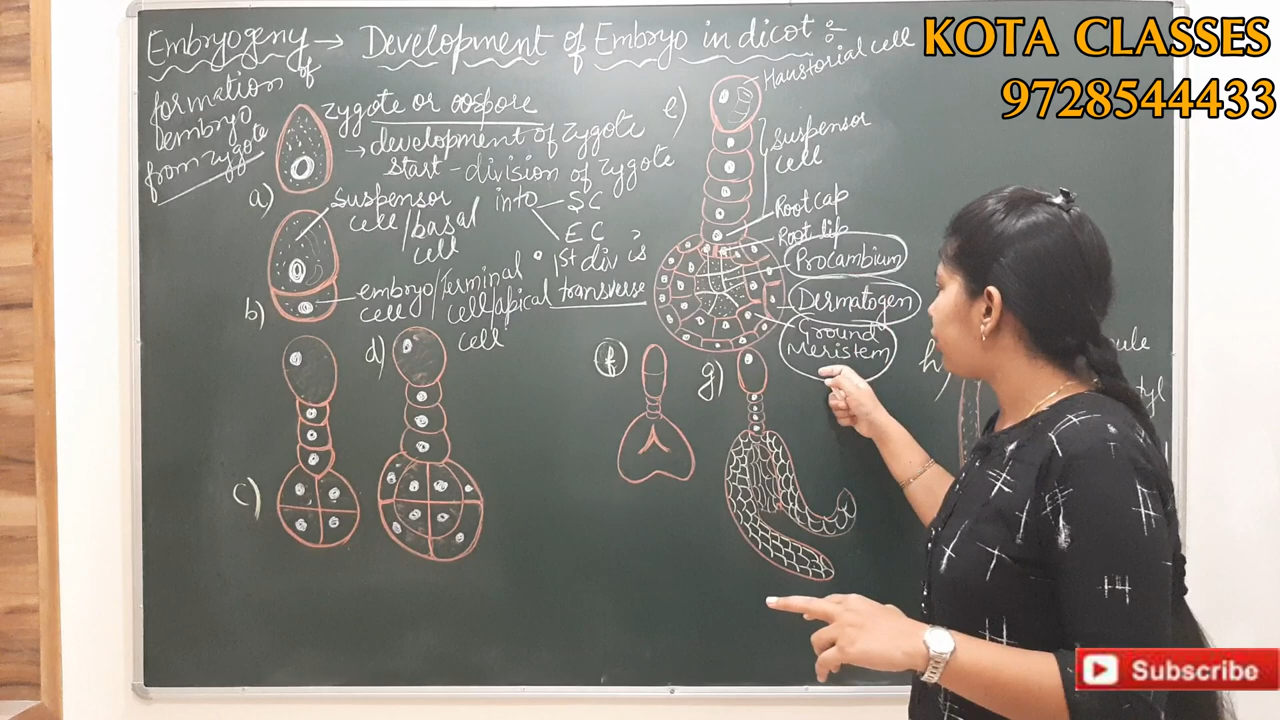 Embryogeny → Development of Embryo in dicot :-
formation of
embryo
from zygote
zygote or oospore
→ development of zygote
start - division of zygote
into SC
EC
• 1st div is
transverse
a)
suspensor
cell/basal
cell
b)
embryo/Terminal
cell/apical
cell
c)
d)
e)
Haustorial cell
Suspensor
cell
Root cap
Root tip
Procambium
Dermatogen
Ground
Meristem
f
g)
h
ule
tyl
KOTA CLASSES
9728544433
Subscribe